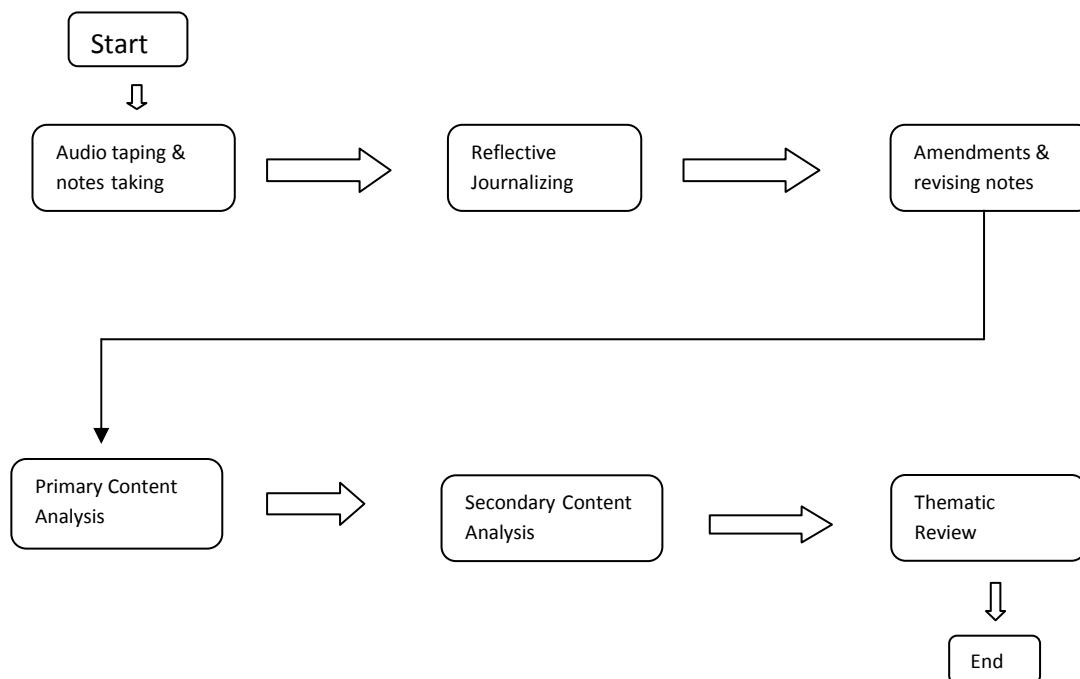 Start
Audio taping &
notes taking
Reflective
Journalizing
Amendments &
revising notes
Primary Content
Analysis
Secondary Content
Analysis
Thematic
Review
End